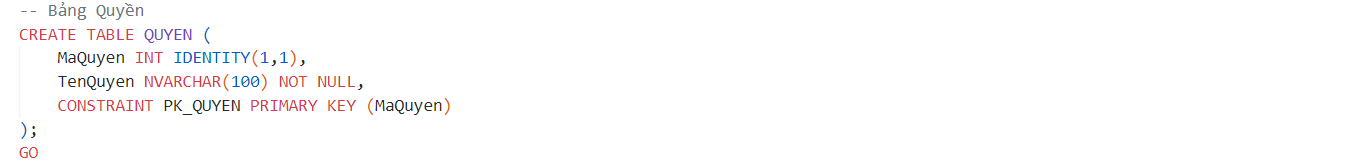 -- Bảng Quyền
CREATE TABLE QUYEN (
    MaQuyen INT IDENTITY(1,1),
    TenQuyen NVARCHAR(100) NOT NULL,
    CONSTRAINT PK_QUYEN PRIMARY KEY (MaQuyen)
);
GO